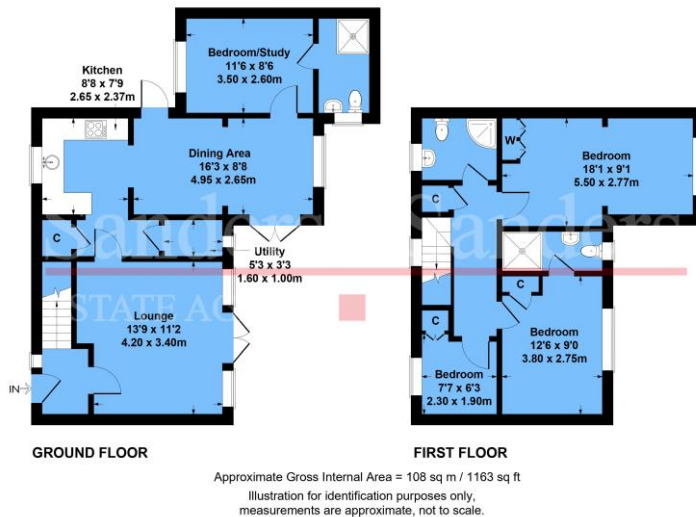 Bedroom/Study
11'6 x 8'6
3.50 x 2.60m
Kitchen
8'8 x 7'9
2.65 x 2.37m
Dining Area
16'3 x 8'8
4.95 x 2.65m
C
Utility
5'3 x 3'3
1.60 x 1.00m
Lounge
13'9 x 11'2
4.20 x 3.40m
IN
GROUND FLOOR
W
Bedroom
18'1 x 9'1
5.50 x 2.77m
C
C
C
Bedroom
12'6 x 9'0
3.80 x 2.75m
Bedroom
7'7 x 6'3
2.30 x 1.90m
FIRST FLOOR
Sanders Sanders
STATE AG
Approximate Gross Internal Area = 108 sq m / 1163 sq ft
Illustration for identification purposes only,
measurements are approximate, not to scale.